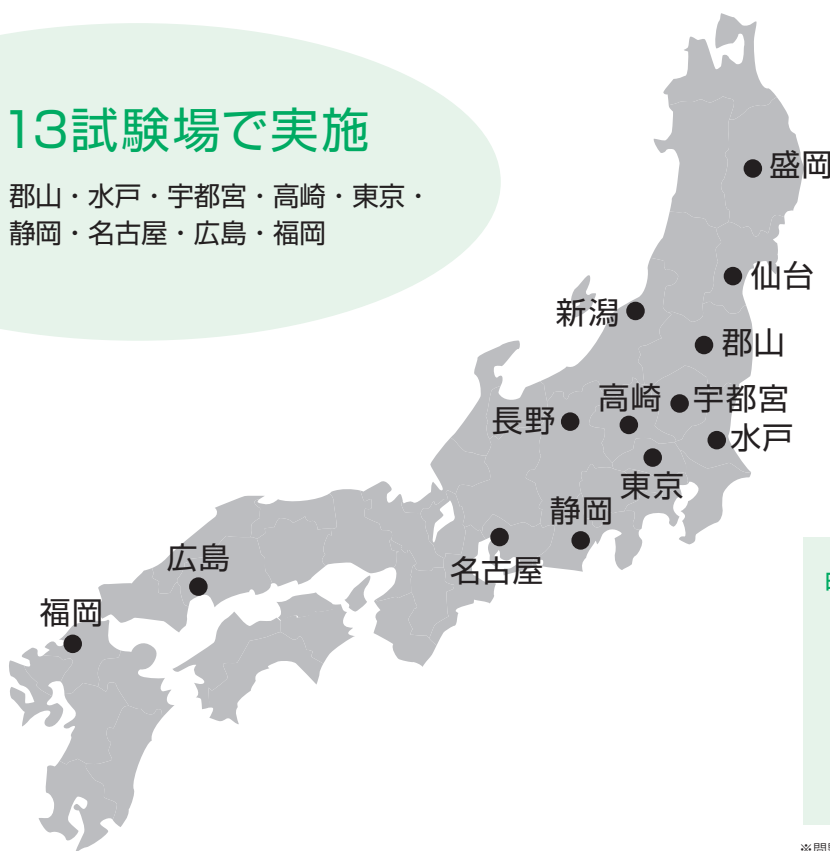 13試験場で実施
郡山・水戸・宇都宮・高崎・東京・
静岡・名古屋・広島・福岡
盛岡
仙台
新潟
郡山
高崎
宇都宮
長野
水戸
東京
静岡
名古屋
広島
福岡